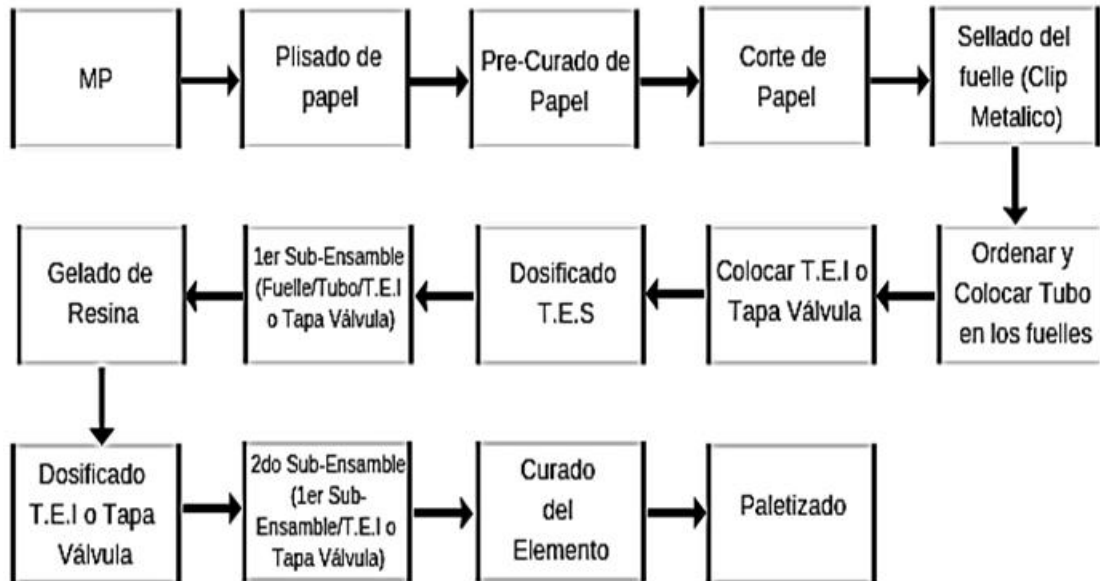 MP
Plisado de
papel
Pre-Curado de
Papel
Corte de
Papel
Sellado del
fuelle (Clip
Metalico)
Ordenar y
Colocar Tubo
en los fuelles
Colocar T.E.I o
Tapa Válvula
Dosificado
T.E.S
1er Sub-Ensamble
(Fuelle/Tubo/T.E.I
o Tapa Válvula)
Gelado de
Resina
Dosificado
T.E.I o Tapa
Válvula
2do Sub-Ensamble
(1er Sub-
Ensamble/T.E.I o
Tapa Válvula)
Curado
del
Elemento
Paletizado